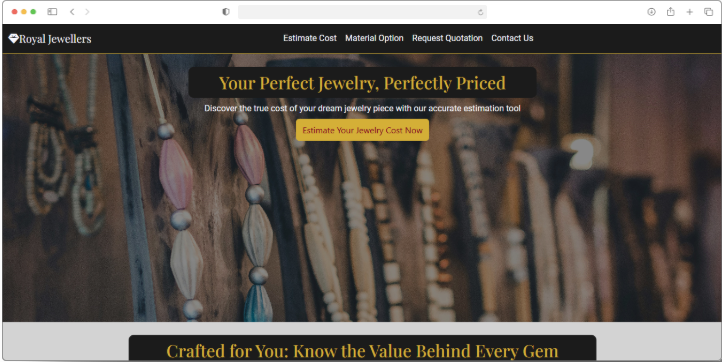 Royal Jewellers
Estimate Cost Material Option Request Quotation Contact Us
Your Perfect Jewelry, Perfectly Priced
Discover the true cost of your dream jewelry piece with our accurate estimation tool
Estimate Your Jewelry Cost Now
Crafted for You: Know the Value Behind Every Gem